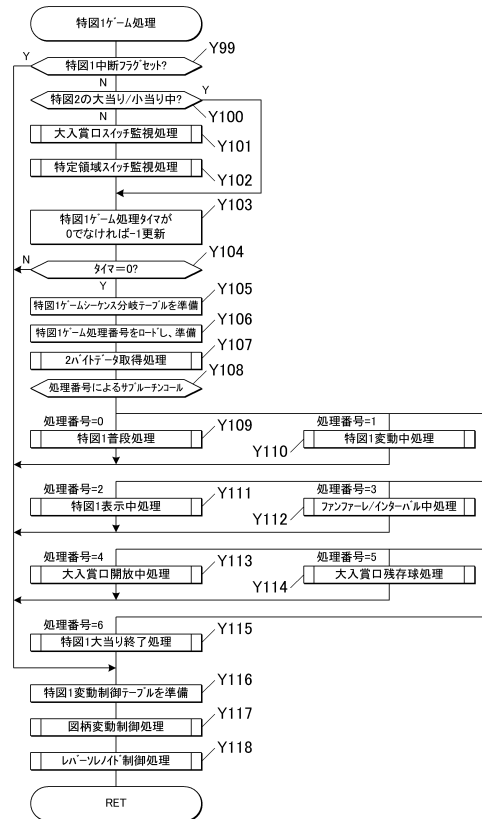 特図1ゲーム処理
Y99
Y
特図1中断フラグセット?
N
特図2の大当り/小当り中?
Y
Y100
N
大入賞口スイッチ監視処理
Y101
特定領域スイッチ監視処理
Y102
特図1ゲーム処理タイマが
0でなければ-1更新
Y103
N
タイマ=0?
Y104
Y
特図1ゲームシーケンス分岐テーブルを準備
Y105
特図1ゲーム処理番号をロードし、準備
Y106
2バイトデータ取得処理
Y107
処理番号によるサブルーチンコール
Y108
処理番号=0
特図1普段処理
Y109
処理番号=1
特図1変動中処理
Y110
処理番号=2
特図1表示中処理
Y111
処理番号=3
ファンファーレ/インターバル中処理
Y112
処理番号=4
大入賞口開放中処理
Y113
処理番号=5
大入賞口残存球処理
Y114
処理番号=6
特図1大当り終了処理
Y115
特図1変動制御テーブルを準備
Y116
図柄変動制御処理
Y117
レバーソレノイド制御処理
Y118
RET